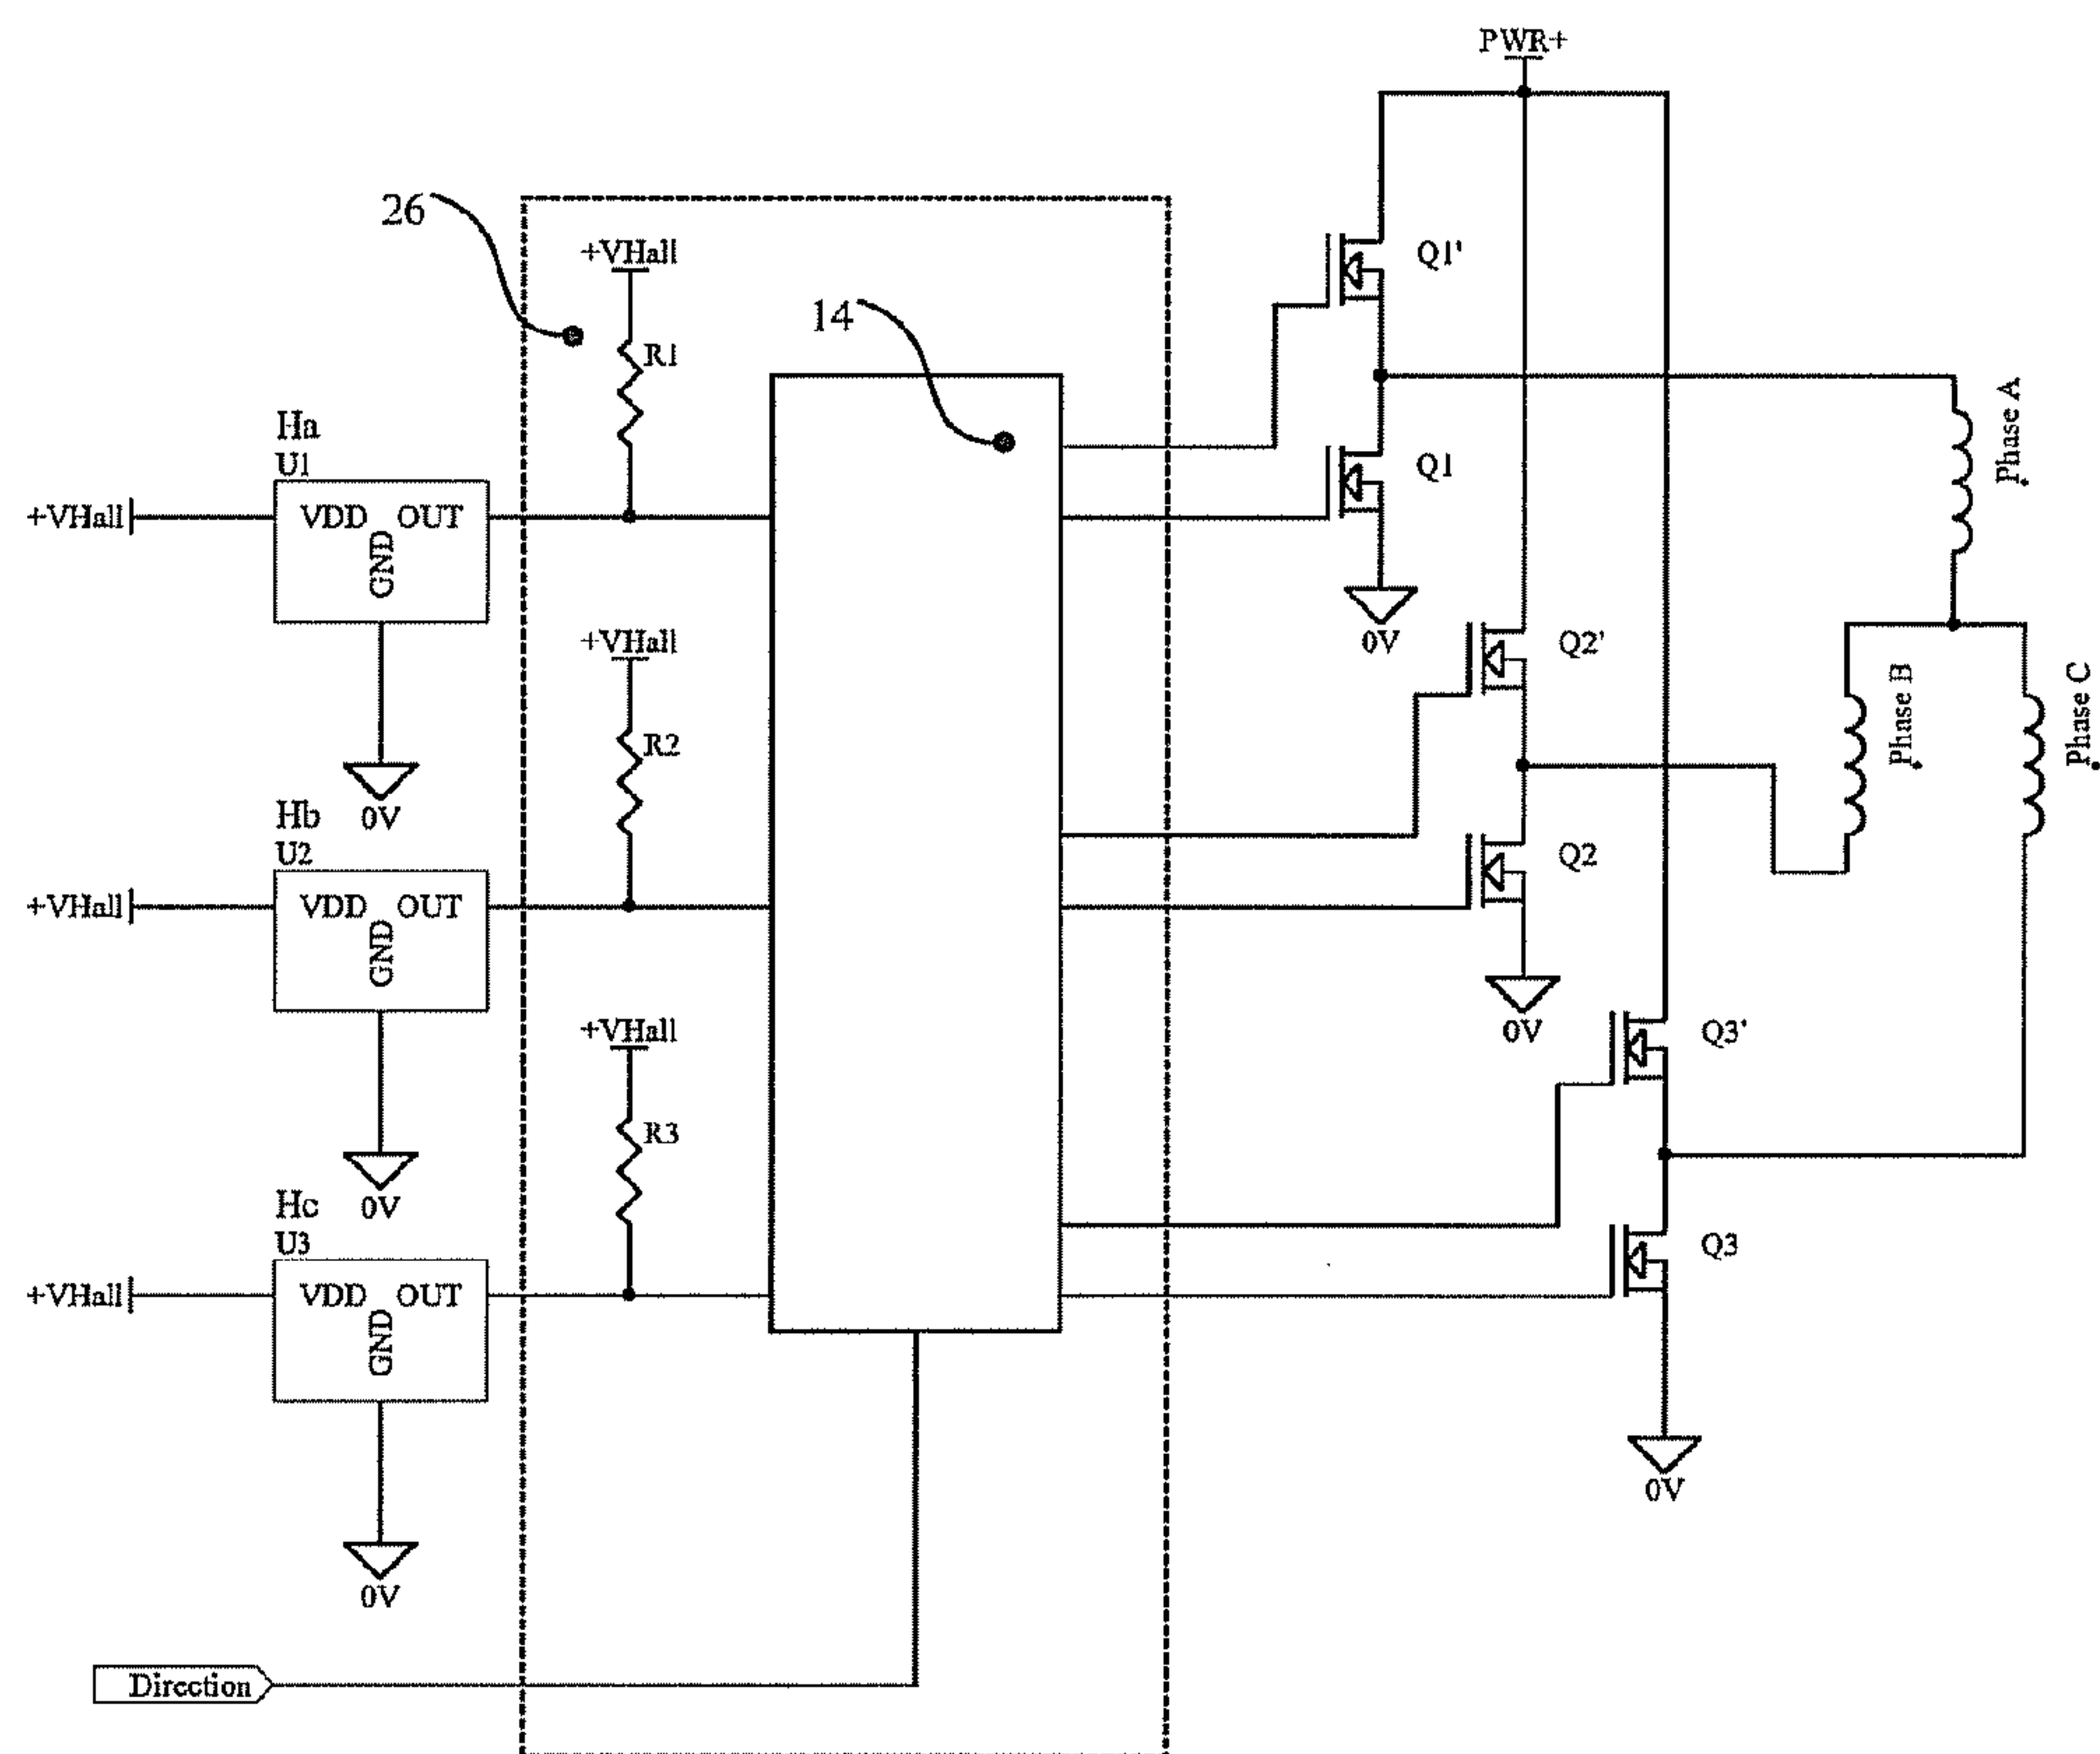 PWR+
26
+VHall
Q1'
14
R1
Phase A
Ha
U1
Q1
+VHall
VDD OUT
GND
0V
+VHall
Q2'
R2
Phase B
Phase C
0V
Hb
U2
Q2
+VHall
VDD OUT
GND
0V
+VHall
Q3'
R3
0V
Hc
U3
Q3
+VHall
VDD OUT
GND
0V
0V
Direction